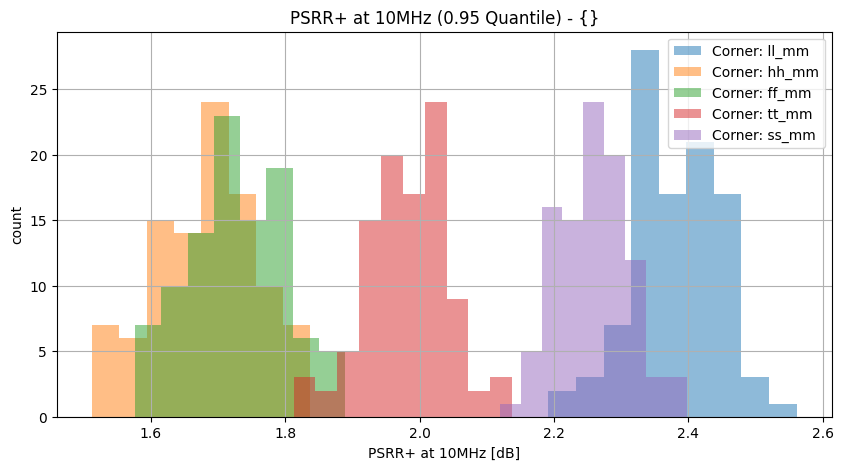 PSRR+ at 10MHz (0.95 Quantile) - {}
Corner: ll_mm
Corner: hh_mm
Corner: ff_mm
Corner: tt_mm
Corner: ss_mm
count
25
20
15
10
5
0
1.6 1.8 2.0 2.2 2.4 2.6
PSRR+ at 10MHz [dB]